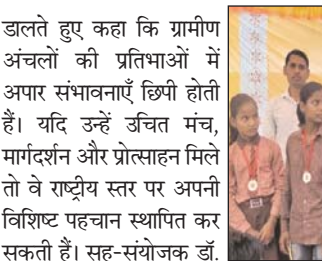 डालते हुए कहा कि ग्रामीण
अंचलों की प्रतिभाओं में
अपार संभावनाएँ छिपी होती
हैं। यदि उन्हें उचित मंच,
मार्गदर्शन और प्रोत्साहन मिले
तो वे राष्ट्रीय स्तर पर अपनी
विशिष्ट पहचान स्थापित कर
सकती हैं। सह-संयोजक डॉ.